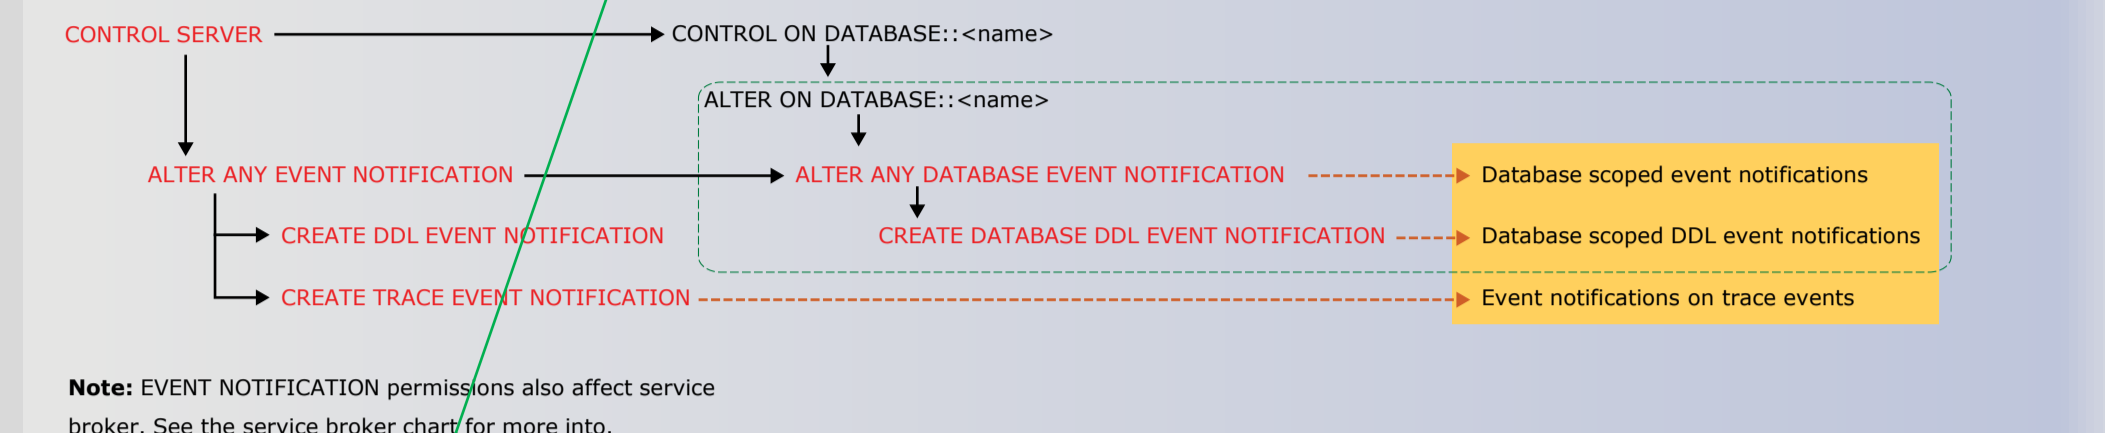 CONTROL SERVER
CONTROL ON DATABASE::<name>
ALTER ON DATABASE::<name>
ALTER ANY EVENT NOTIFICATION
ALTER ANY DATABASE EVENT NOTIFICATION
Database scoped event notifications
CREATE DDL EVENT NOTIFICATION
CREATE DATABASE DDL EVENT NOTIFICATION
Database scoped DDL event notifications
CREATE TRACE EVENT NOTIFICATION
Event notifications on trace events
Note: EVENT NOTIFICATION permissions also affect service
broker. See the service broker chart for more into.